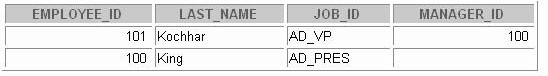 EMPLOYEE_ID LAST_NAME JOB_ID MANAGER_ID
101 Kochhar AD_VP 100
100 King AD_PRES